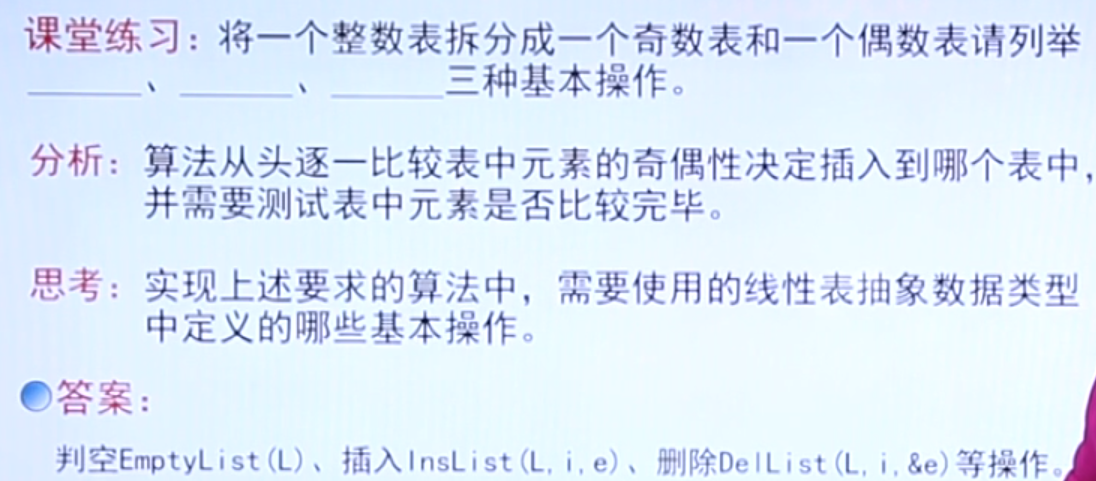 课堂练习：将一个整数表拆分成一个奇数表和一个偶数表请列举
______、______、______三种基本操作。
分析：算法从头逐一比较表中元素的奇偶性决定插入到哪个表中，
并需要测试表中元素是否比较完毕。
思考：实现上述要求的算法中，需要使用的线性表抽象数据类型
中定义的哪些基本操作。
答案：
判空EmptyList(L)、插入InsList(L,i,e)、删除DelList(L,i,&e)等操作。